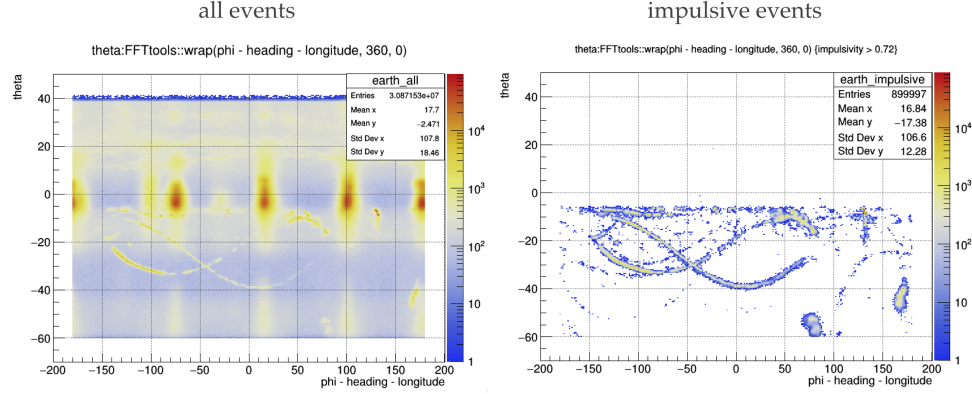 all events
theta:FFTtools::wrap(phi - heading - longitude, 360, 0)
earth_all
Entries 3.087153e+07
Mean x 17.7
Mean y −2.471
Std Dev x 107.8
Std Dev y 18.46
theta
40
20
0
−20
−40
−60
−200 −150 −100 −50 0 50 100 150 200
phi - heading - longitude
10⁴
10³
10²
10
1
impulsive events
theta:FFTtools::wrap(phi - heading - longitude, 360, 0) {impulsivity > 0.72}
earth_impulsive
Entries 899997
Mean x 16.84
Mean y −17.38
Std Dev x 106.6
Std Dev y 12.28
theta
40
20
0
−20
−40
−60
−200 −150 −100 −50 0 50 100 150 200
phi - heading - longitude
10⁴
10³
10²
10
1